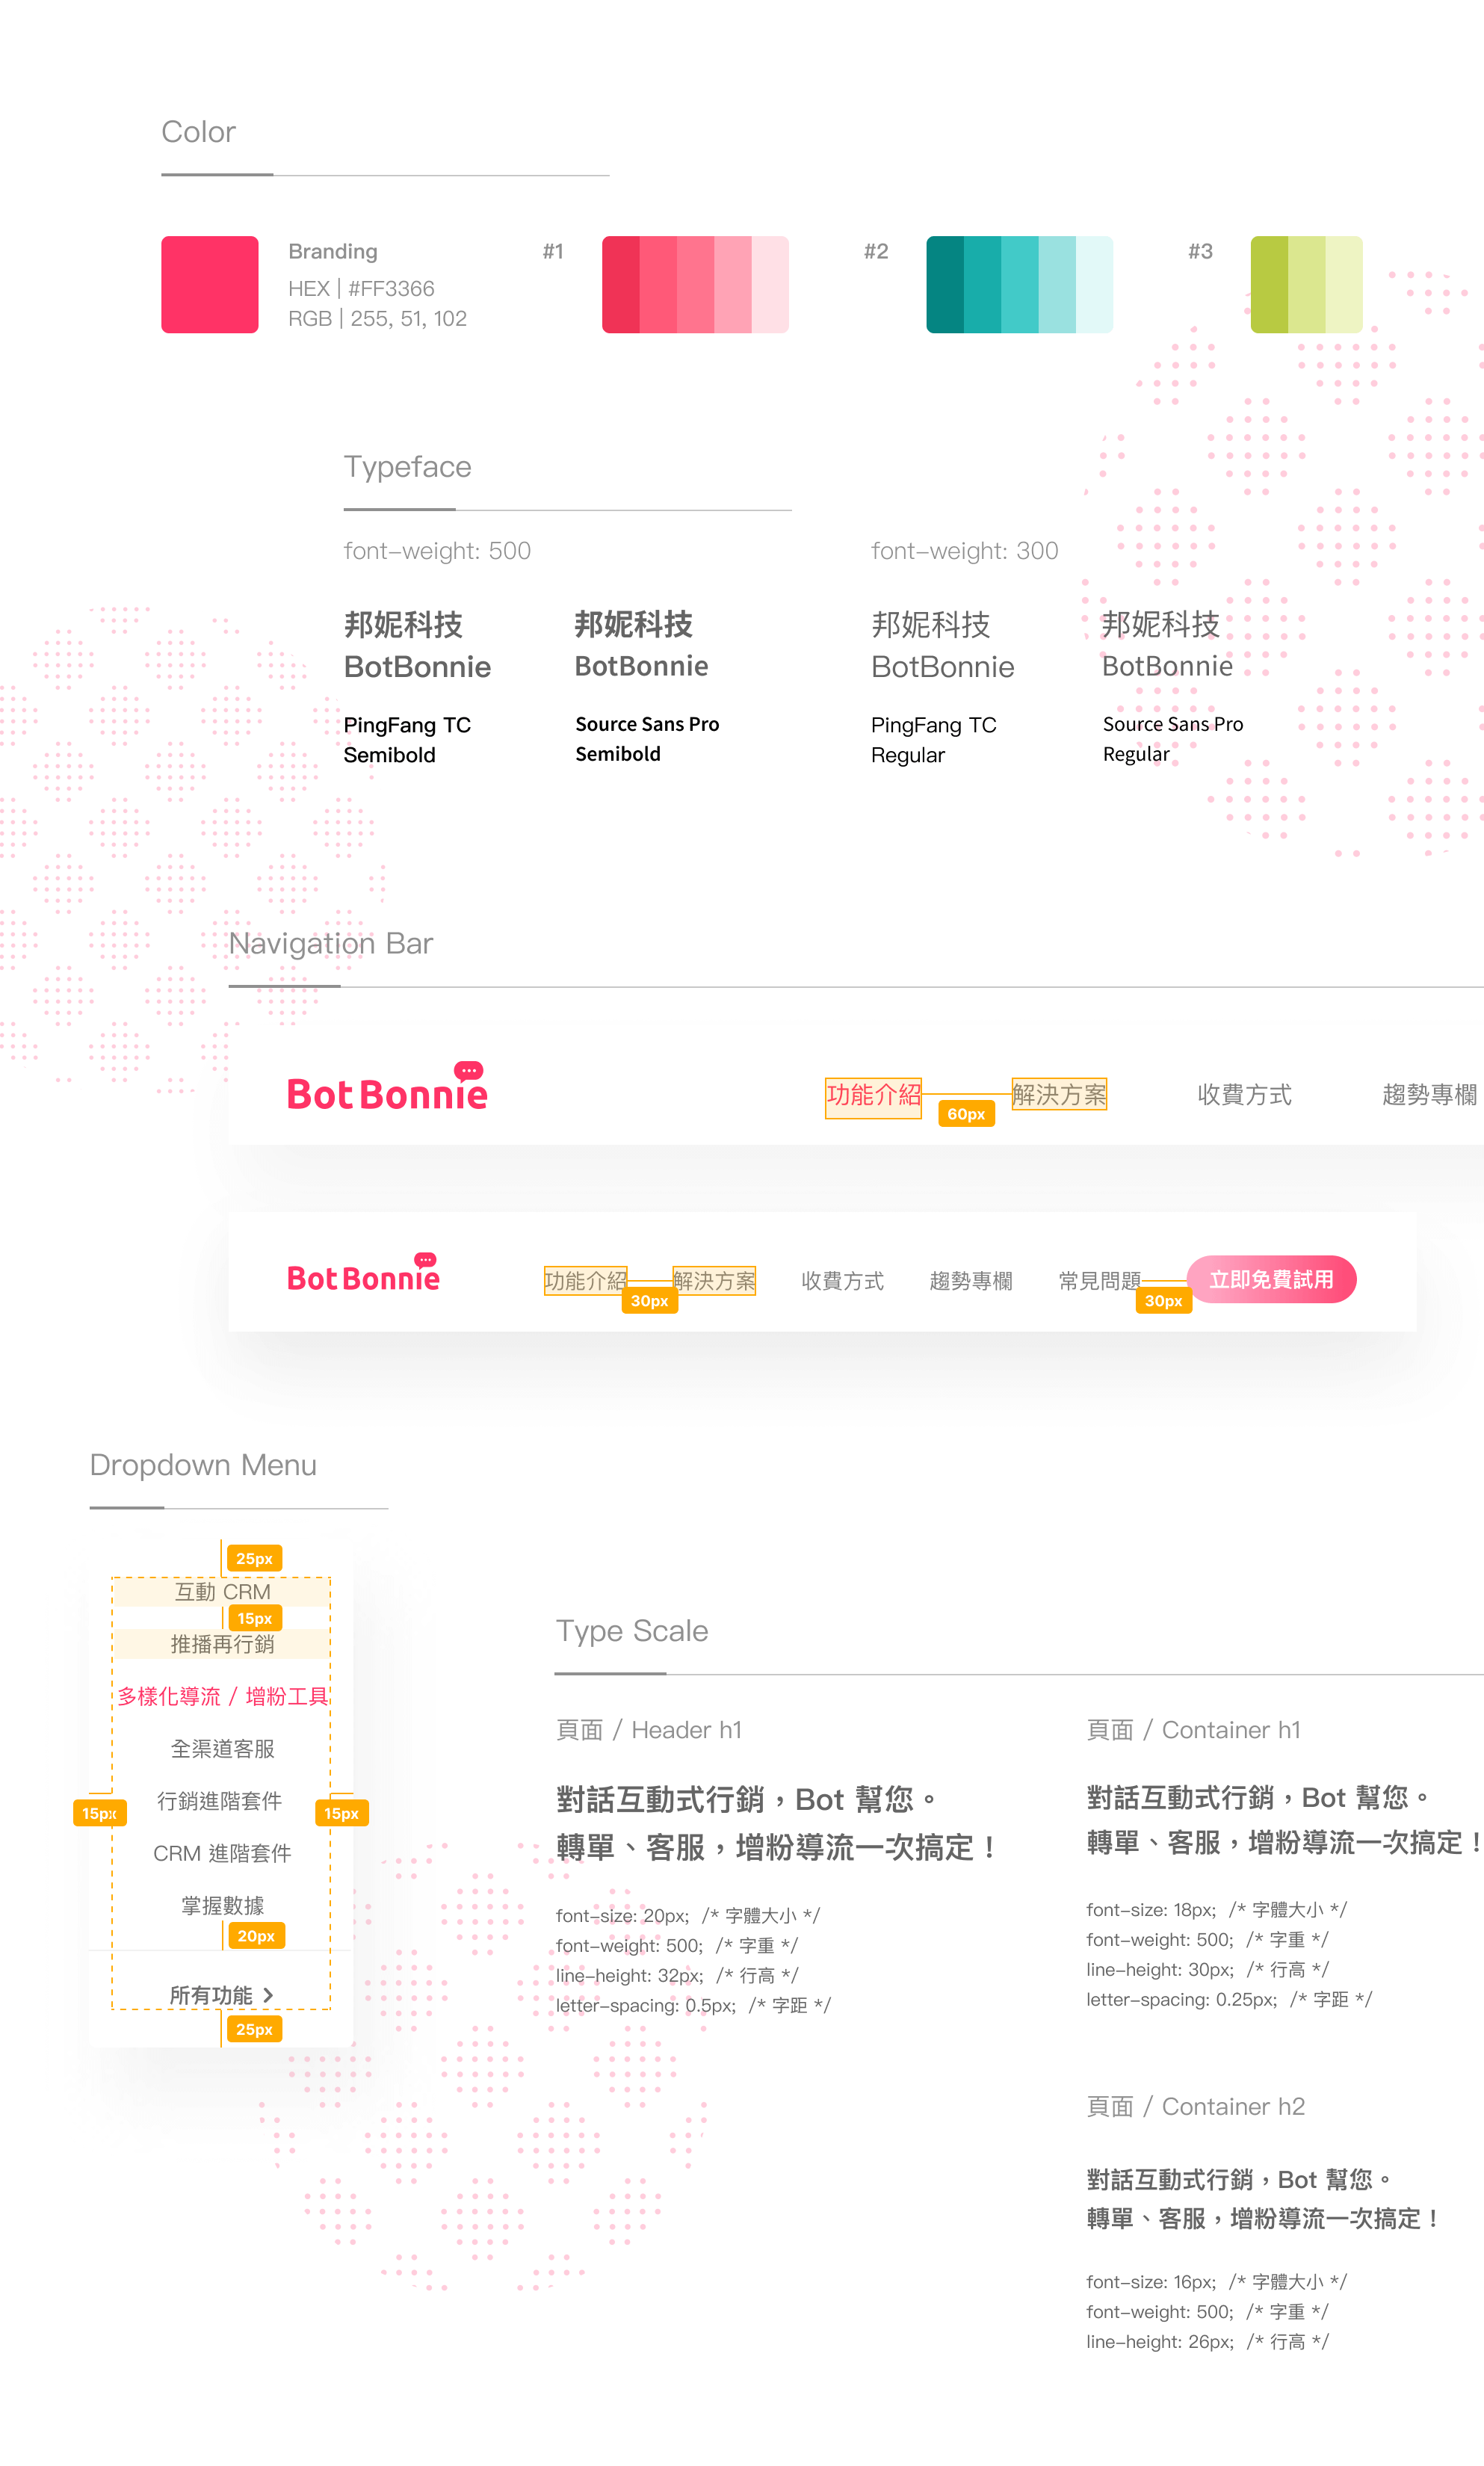 Color
Branding
HEX | #FF3366
RGB | 255, 51, 102
#1
#2
#3
Typeface
font-weight: 500
font-weight: 300
邦妮科技
BotBonnie
PingFang TC
Semibold
邦妮科技
BotBonnie
Source Sans Pro
Semibold
邦妮科技
BotBonnie
PingFang TC
Regular
邦妮科技
BotBonnie
Source Sans Pro
Regular
Navigation Bar
Bot Bonnie
功能介紹
60px
解決方案
收費方式
趨勢專欄
Bot Bonnie
功能介紹
30px
解決方案
收費方式
趨勢專欄
常見問題
30px
立即免費試用
Dropdown Menu
25px
互動 CRM
15px
推播再行銷
多樣化導流 / 增粉工具
全渠道客服
行銷進階套件
15px
15px
CRM 進階套件
掌握數據
20px
所有功能
25px
Type Scale
頁面 / Header h1
對話互動式行銷，Bot 幫您。
轉單、客服，增粉導流一次搞定！
font-size: 20px; /* 字體大小 */
font-weight: 500; /* 字重 */
line-height: 32px; /* 行高 */
letter-spacing: 0.5px; /* 字距 */
頁面 / Container h1
對話互動式行銷，Bot 幫您。
轉單、客服，增粉導流一次搞定！
font-size: 18px; /* 字體大小 */
font-weight: 500; /* 字重 */
line-height: 30px; /* 行高 */
letter-spacing: 0.25px; /* 字距 */
頁面 / Container h2
對話互動式行銷，Bot 幫您。
轉單、客服，增粉導流一次搞定！
font-size: 16px; /* 字體大小 */
font-weight: 500; /* 字重 */
line-height: 26px; /* 行高 */